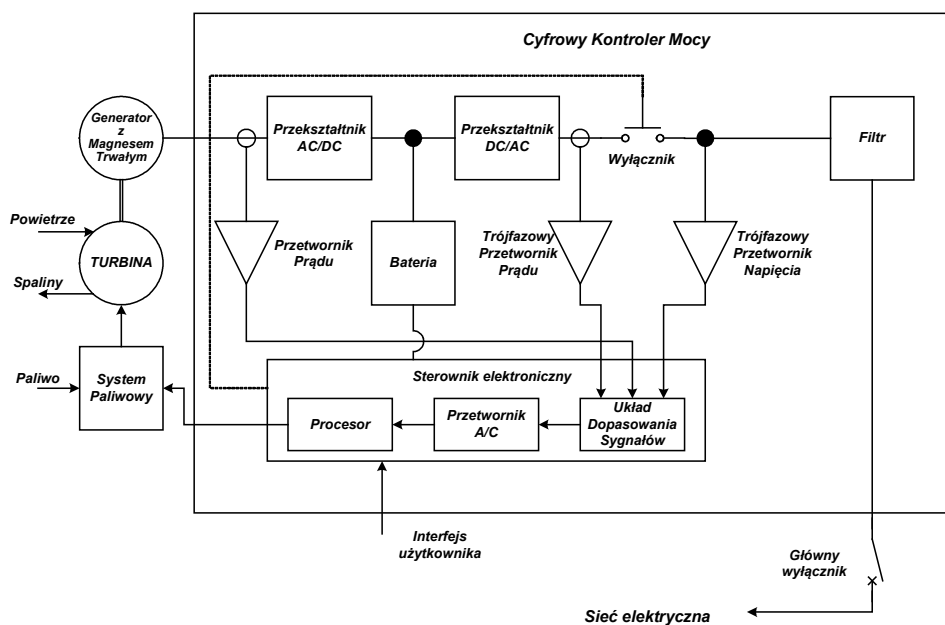 Cyfrowy Kontroler Mocy
Generator
z
Magnesem
Trwałym
Przekształtnik
AC/DC
Przekształtnik
DC/AC
Wyłącznik
Filtr
Powietrze
TURBINA
Spaliny
Przetwornik
Prądu
Bateria
Trójfazowy
Przetwornik
Prądu
Trójfazowy
Przetwornik
Napięcia
Paliwo
System
Paliwowy
Sterownik elektroniczny
Procesor
Przetwornik
A/C
Układ
Dopasowania
Sygnałów
Interfejs
użytkownika
Główny
wyłącznik
Sieć elektryczna